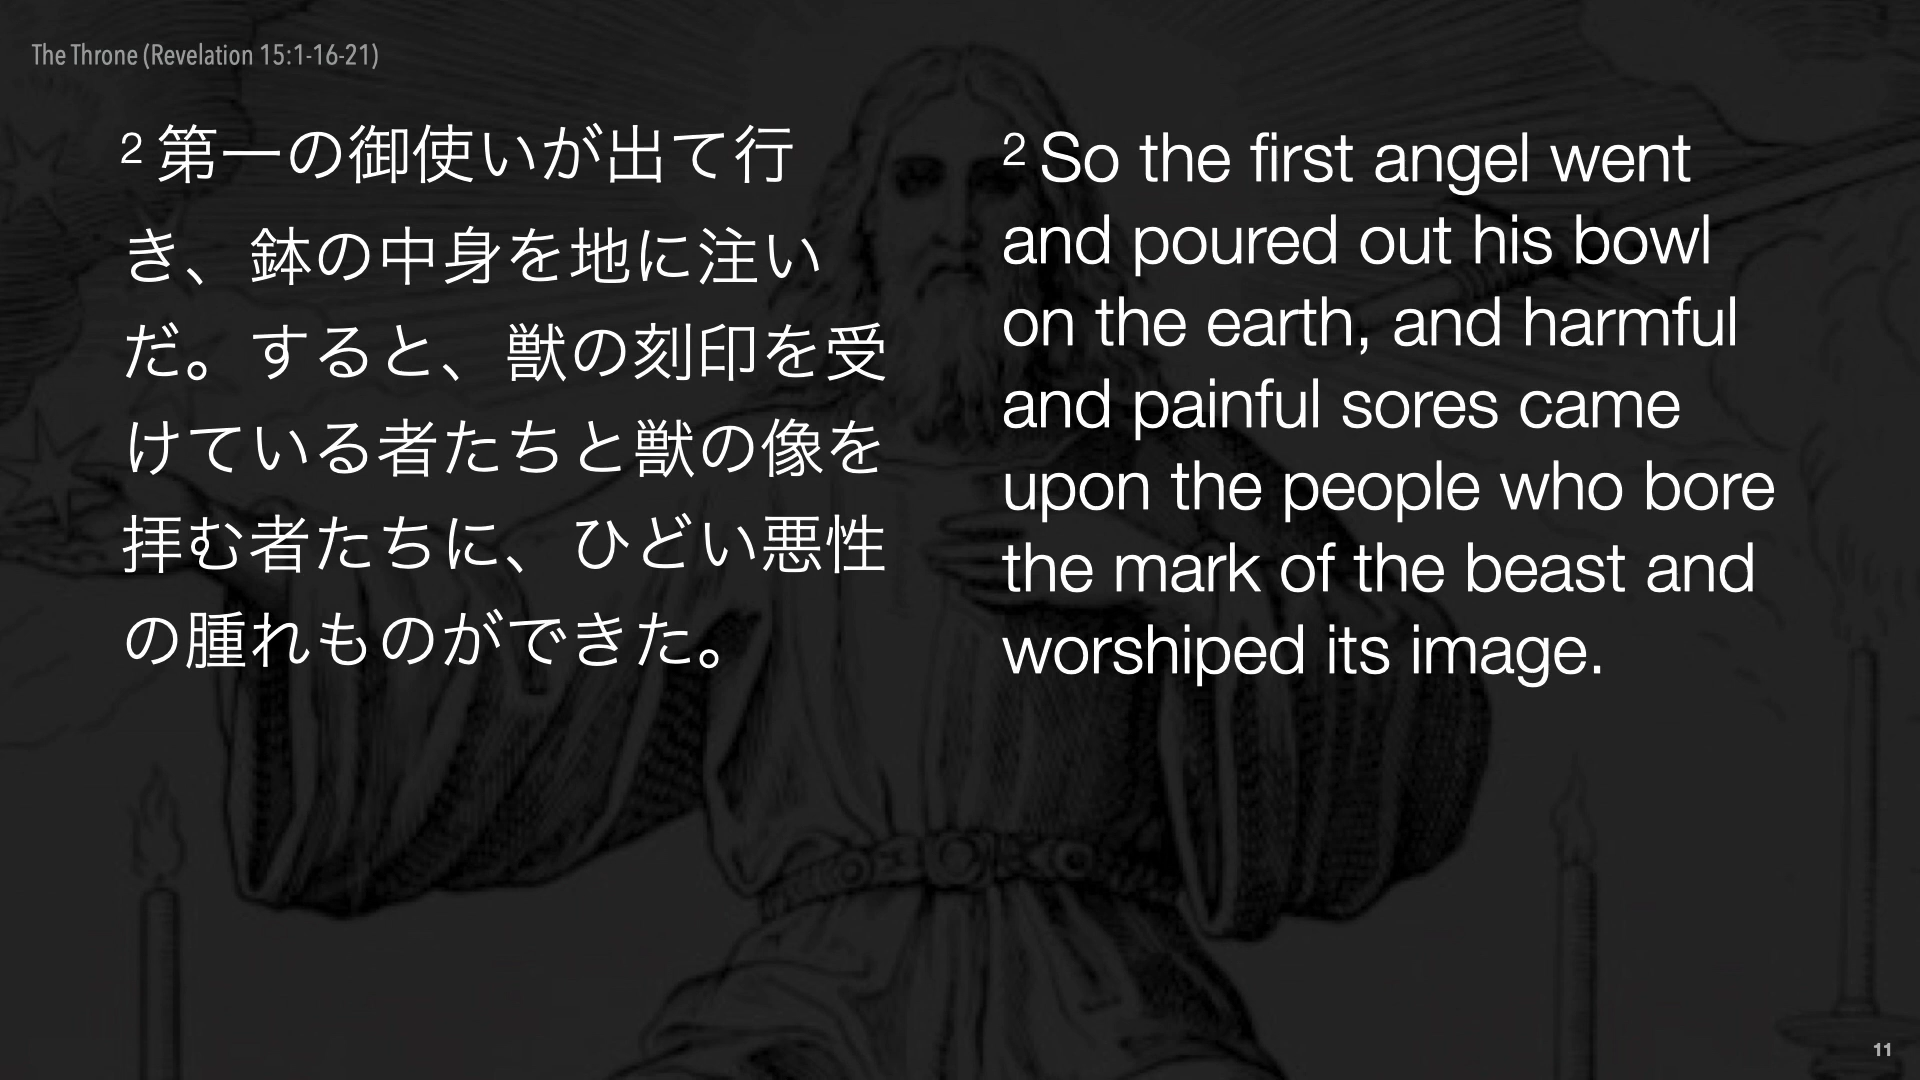 The Throne (Revelation 15:1-16-21)
2 第一の御使いが出て行
き、鉢の中身を地に注い
だ。すると、獣の刻印を受
けている者たちと獣の像を
拝む者たちに、ひどい悪性
の腫れものができた。
2 So the first angel went
and poured out his bowl
on the earth, and harmful
and painful sores came
upon the people who bore
the mark of the beast and
worshiped its image.
11